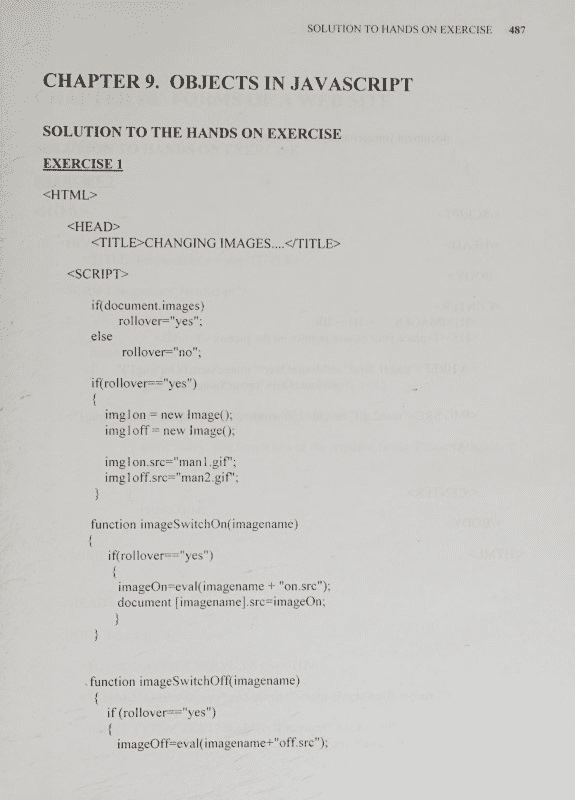 SOLUTION TO HANDS ON EXERCISE 487
CHAPTER 9. OBJECTS IN JAVASCRIPT
SOLUTION TO THE HANDS ON EXERCISE
EXERCISE 1
<HTML>
<HEAD>
<TITLE>CHANGING IMAGES....</TITLE>
<SCRIPT>
if(document.images)
rollover="yes";
else
rollover="no";
if(rollover=="yes")
{
img1on = new Image();
img1off = new Image();
img1on.src="man1.gif";
img1off.src="man2.gif";
}
function imageSwitchOn(imagename)
{
if(rollover=="yes")
{
imageOn=eval(imagename + "on.src");
document [imagename].src=imageOn;
}
}
function imageSwitchOff(imagename)
{
if (rollover=="yes")
{
imageOff=eval(imagename+"off.src");